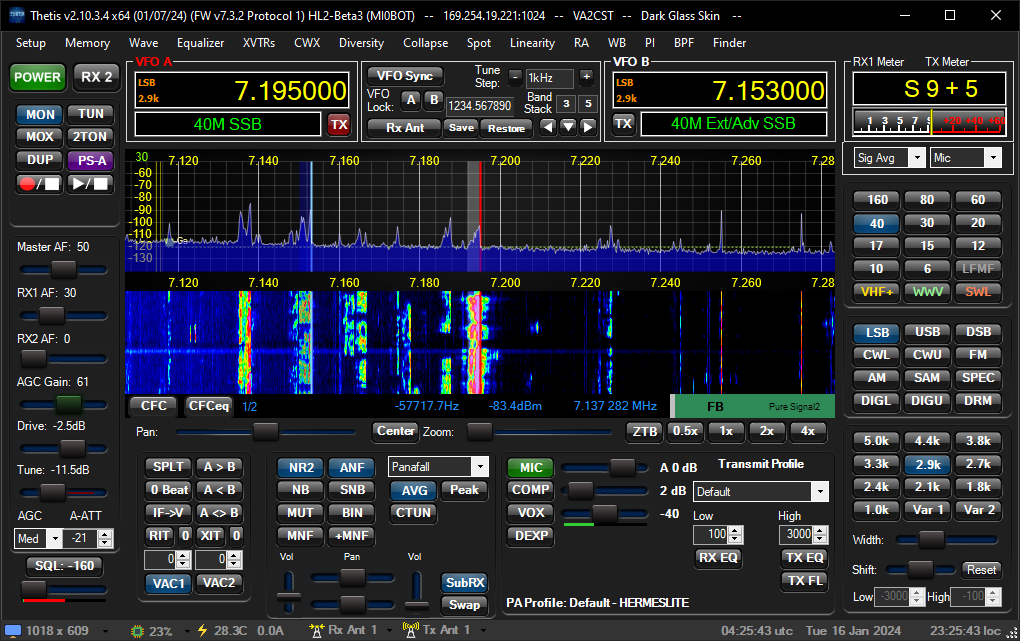 Thetis v2.10.3.4 x64 (01/07/24) (FW v7.3.2 Protocol 1) HL2-Beta3 (MI0BOT) -- 169.254.19.221:1024 -- VA2CST -- Dark Glass Skin --
Setup Memory Wave Equalizer XVTRs CWX Diversity Collapse Spot Linearity RA WB PI BPF Finder
POWER RX 2
MON TUN
MOX 2TON
DUP PS-A
VFO A
LSB
2.9k
7.195000
40M SSB TX
VFO Sync
Tune Step: - 1kHz +
VFO Lock: A B 1234.567890
Band Stack 3 5
Rx Ant Save Restore
VFO B
LSB
2.9k
7.153000
TX 40M Ext/Adv SSB
RX1 Meter TX Meter
S 9 + 5
1 3 5 7 9 +20 +40 +60
Sig Avg Mic
30 7.120 7.140 7.160 7.180 7.200 7.220 7.240 7.260 7.28
-60
-70
-80
-90
-100
-110
-120
-130
7.120 7.140 7.160 7.180 7.200 7.220 7.240 7.260 7.28
CFC CFCeq 1/2 -57717.7Hz -83.4dBm 7.137 282 MHz FB Pure Signal2
Pan: Center Zoom: ZTB 0.5x 1x 2x 4x
Master AF: 50
RX1 AF: 30
RX2 AF: 0
AGC Gain: 61
Drive: -2.5dB
Tune: -11.5dB
AGC A-ATT
Med -21
SQL: -160
SPLT A > B
0 Beat A < B
IF->V A <> B
RIT 0 XIT 0
0 0
VAC1 VAC2
NR2 ANF Panafall
NB SNB AVG Peak
MUT BIN CTUN
MNF +MNF
Vol Pan Vol
SubRX
Swap
MIC A 0 dB
COMP 2 dB
VOX -40
DEXP
Transmit Profile
Default
Low High
100 3000
RX EQ TX EQ
TX FL
PA Profile: Default - HERMESLITE
160 80 60
40 30 20
17 15 12
10 6 LFMF
VHF+ WWV SWL
LSB USB DSB
CWL CWU FM
AM SAM SPEC
DIGL DIGU DRM
5.0k 4.4k 3.8k
3.3k 2.9k 2.7k
2.4k 2.1k 1.8k
1.0k Var 1 Var 2
Width:
Shift: Reset
Low -3000 High -100
1018 x 609 23% 28.3C 0.0A Rx Ant 1 Tx Ant 1 04:25:43 utc Tue 16 Jan 2024 23:25:43 loc